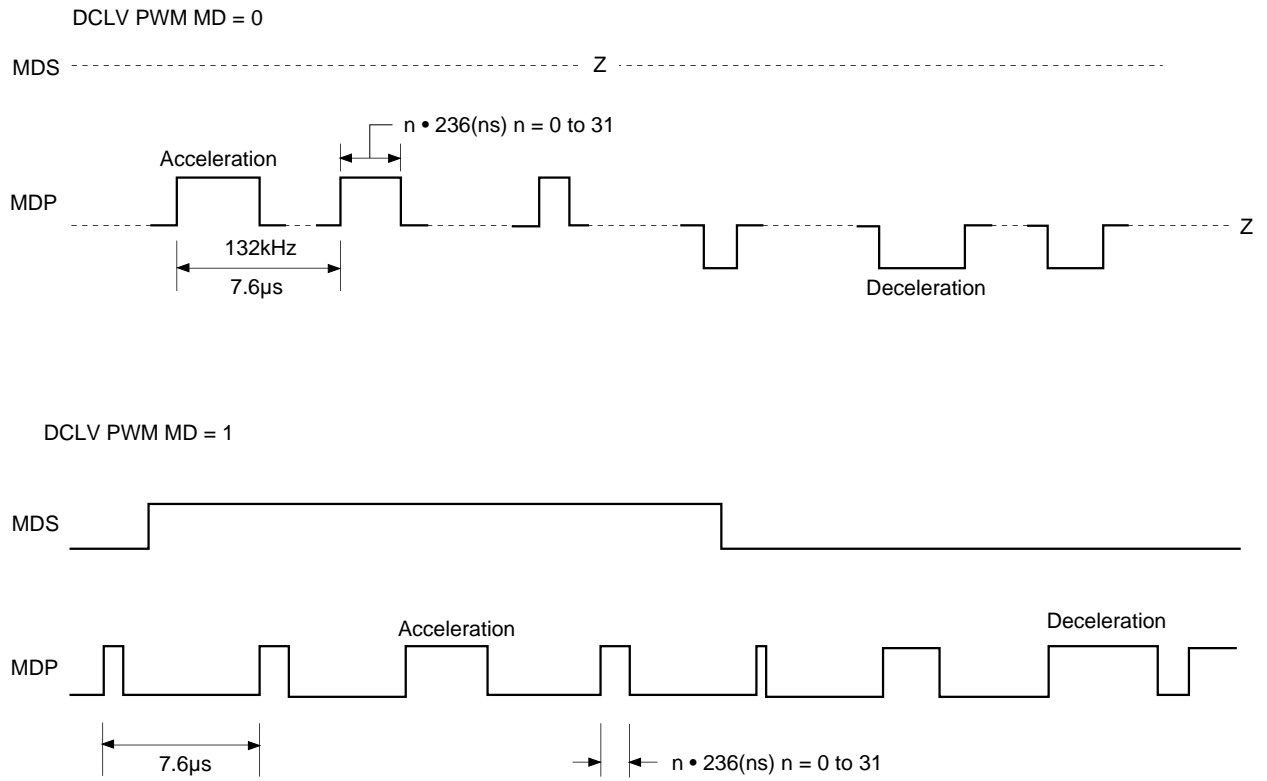 DCLV PWM MD = 0
MDS
Z
n • 236(ns) n = 0 to 31
Acceleration
MDP
Z
132kHz
7.6μs
Deceleration
DCLV PWM MD = 1
MDS
Acceleration
Deceleration
MDP
7.6μs
n • 236(ns) n = 0 to 31